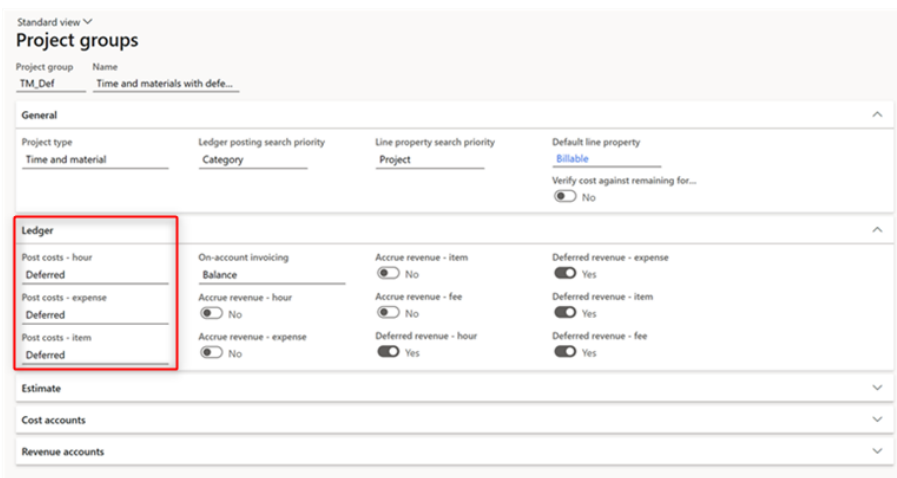 Standard view
Project groups
Project group Name
TM_Def Time and materials with defe...
General
Project type Ledger posting search priority Line property search priority Default line property
Time and material Category Project Billable
Verify cost against remaining for...
No
Ledger
Post costs - hour On-account invoicing Accrue revenue - item Deferred revenue - expense
Deferred Balance No Yes
Post costs - expense Accrue revenue - hour Accrue revenue - fee Deferred revenue - item
Deferred No No Yes
Post costs - item Accrue revenue - expense Deferred revenue - hour Deferred revenue - fee
Deferred No Yes Yes
Estimate
Cost accounts
Revenue accounts